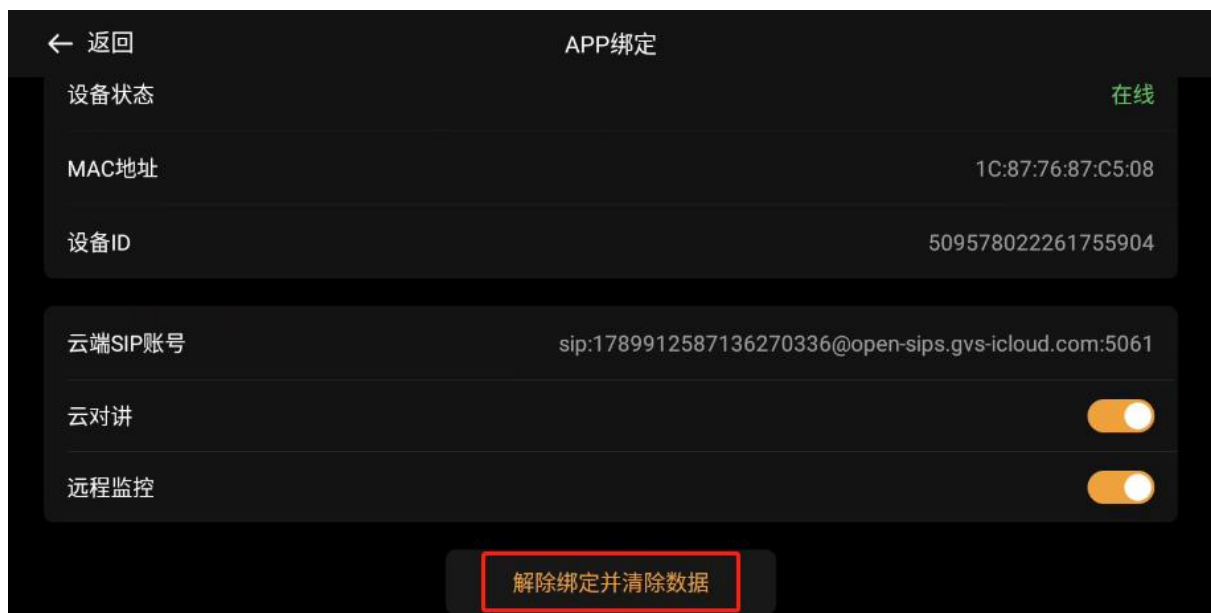 ← 返回
APP绑定
设备状态 在线
MAC地址 1C:87:76:87:C5:08
设备ID 509578022261755904
云端SIP账号 sip:1789912587136270336@open-sips.gvs-icloud.com:5061
云对讲
远程监控
解除绑定并清除数据